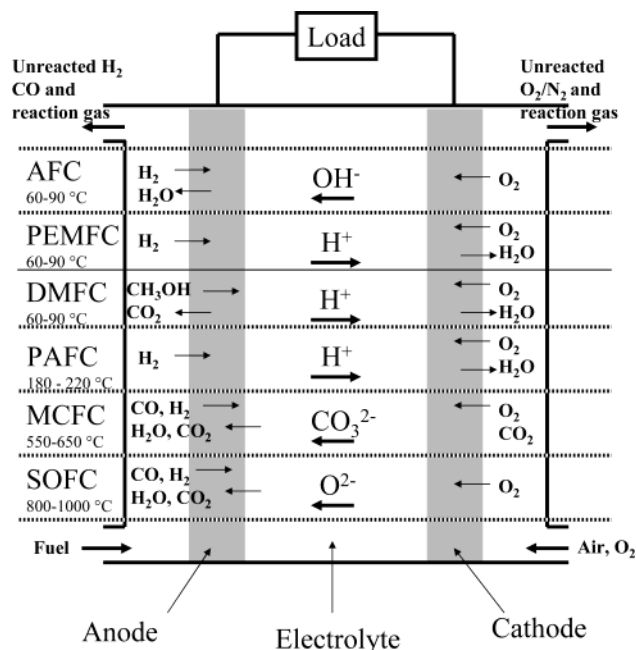 Load
Unreacted H₂
CO and
reaction gas
Unreacted
O₂/N₂ and
reaction gas
AFC
60-90 °C
H₂
H₂O
OH⁻
O₂
PEMFC
60-90 °C
H₂
H⁺
O₂
H₂O
DMFC
60-90 °C
CH₃OH
CO₂
H⁺
O₂
H₂O
PAFC
180 - 220 °C
H₂
H⁺
O₂
H₂O
MCFC
550-650 °C
CO, H₂
H₂O, CO₂
CO₃²⁻
O₂
CO₂
SOFC
800-1000 °C
CO, H₂
H₂O, CO₂
O²⁻
O₂
Fuel
Air, O₂
Anode
Electrolyte
Cathode